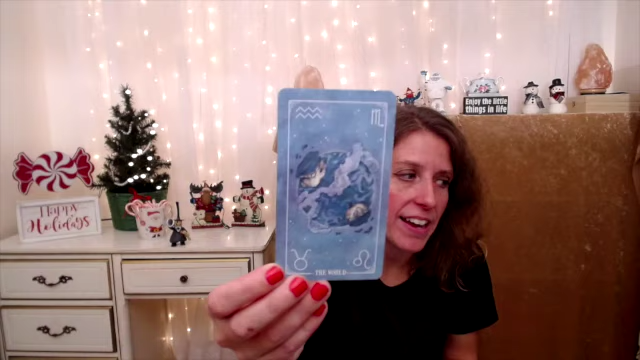 Enjoy the little
things in life
HAPPY
Holidays
THE WORLD